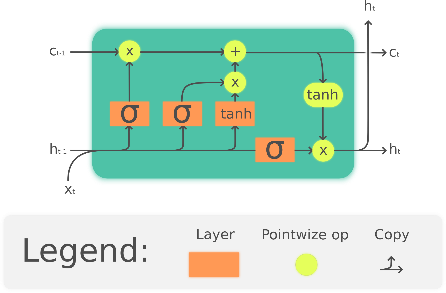 hₜ
cₜ₋₁ x + cₜ
x tanh
σ σ tanh
hₜ₋₁ σ x hₜ
xₜ
Legend:
Layer Pointwize op Copy